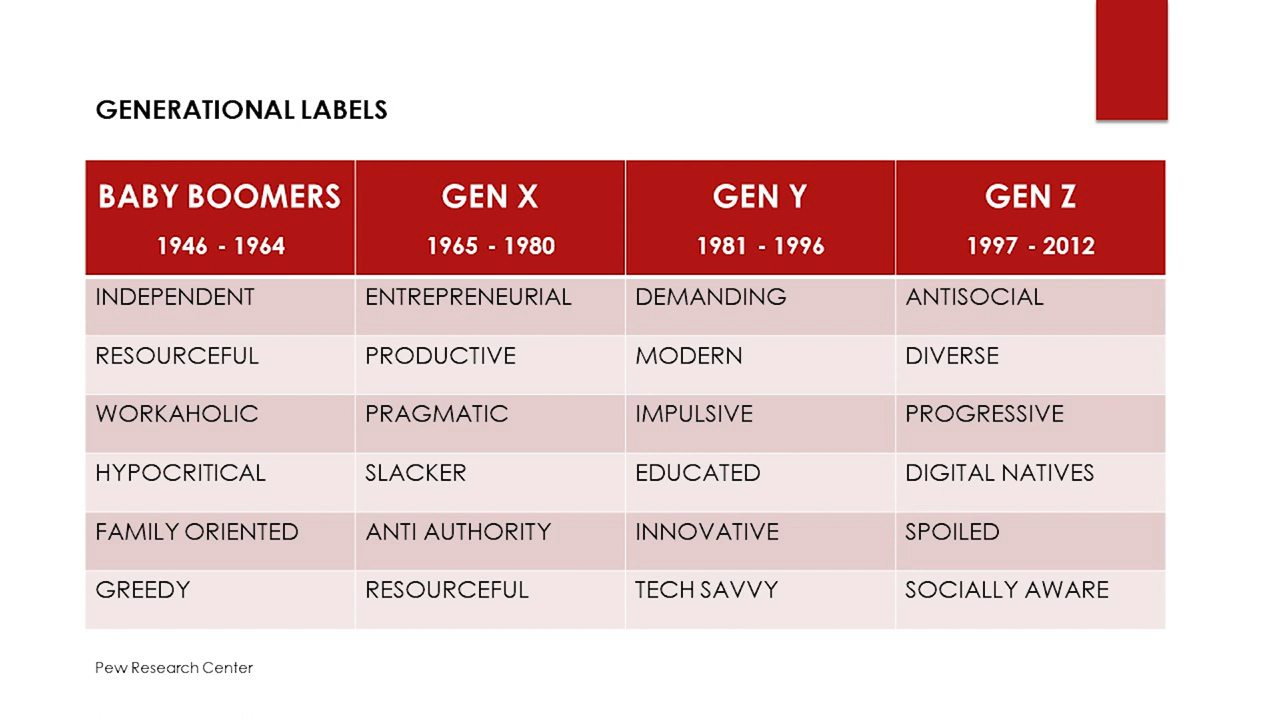 GENERATIONAL LABELS
BABY BOOMERS GEN X GEN Y GEN Z
1946 - 1964 1965 - 1980 1981 - 1996 1997 - 2012
INDEPENDENT ENTREPRENEURIAL DEMANDING ANTISOCIAL
RESOURCEFUL PRODUCTIVE MODERN DIVERSE
WORKAHOLIC PRAGMATIC IMPULSIVE PROGRESSIVE
HYPOCRITICAL SLACKER EDUCATED DIGITAL NATIVES
FAMILY ORIENTED ANTI AUTHORITY INNOVATIVE SPOILED
GREEDY RESOURCEFUL TECH SAVVY SOCIALLY AWARE
Pew Research Center